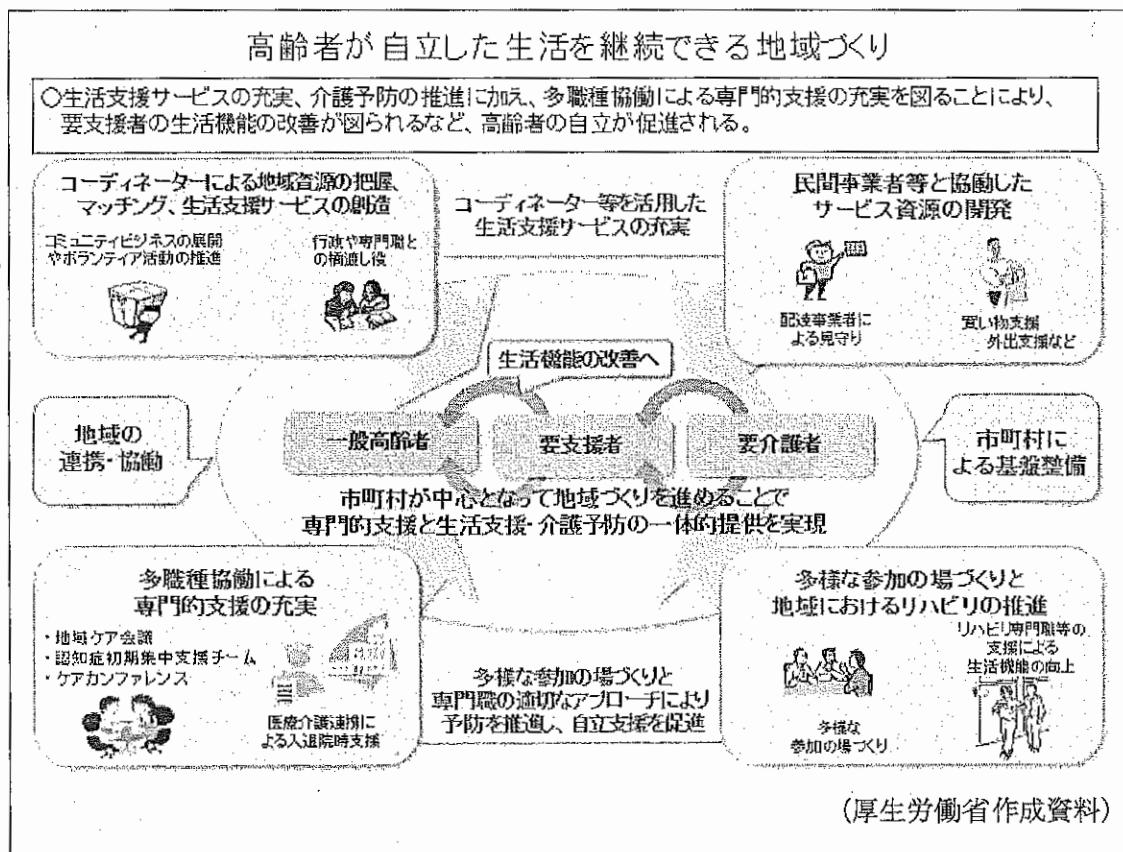 高齢者が自立した生活を継続できる地域づくり
○生活支援サービスの充実、介護予防の推進に加え、多職種協働による専門的支援の充実を図ることにより、
要支援者の生活機能の改善が図られるなど、高齢者の自立が促進される。
コーディネーターによる地域資源の把握、
マッチング、生活支援サービスの創造
コミュニティビジネスの展開
やボランティア活動の推進
行政や専門職と
の橋渡し役
コーディネーター等を活用した
生活支援サービスの充実
民間事業者等と協働した
サービス資源の開発
配達事業者に
よる見守り
買い物支援
外出支援など
生活機能の改善へ
地域の
連携・協働
一般高齢者
要支援者
要介護者
市町村に
よる基盤整備
市町村が中心となって地域づくりを進めることで
専門的支援と生活支援・介護予防の一体的提供を実現
多職種協働による
専門的支援の充実
・地域ケア会議
・認知症初期集中支援チーム
・ケアカンファレンス
医療介護連携に
よる入退院時支援
多様な参加の場づくりと
専門職の適切なアプローチにより
予防を推進し、自立支援を促進
多様な参加の場づくりと
地域におけるリハビリの推進
リハビリ専門職等の
支援による
生活機能の向上
多様な
参加の場づくり
(厚生労働省作成資料)